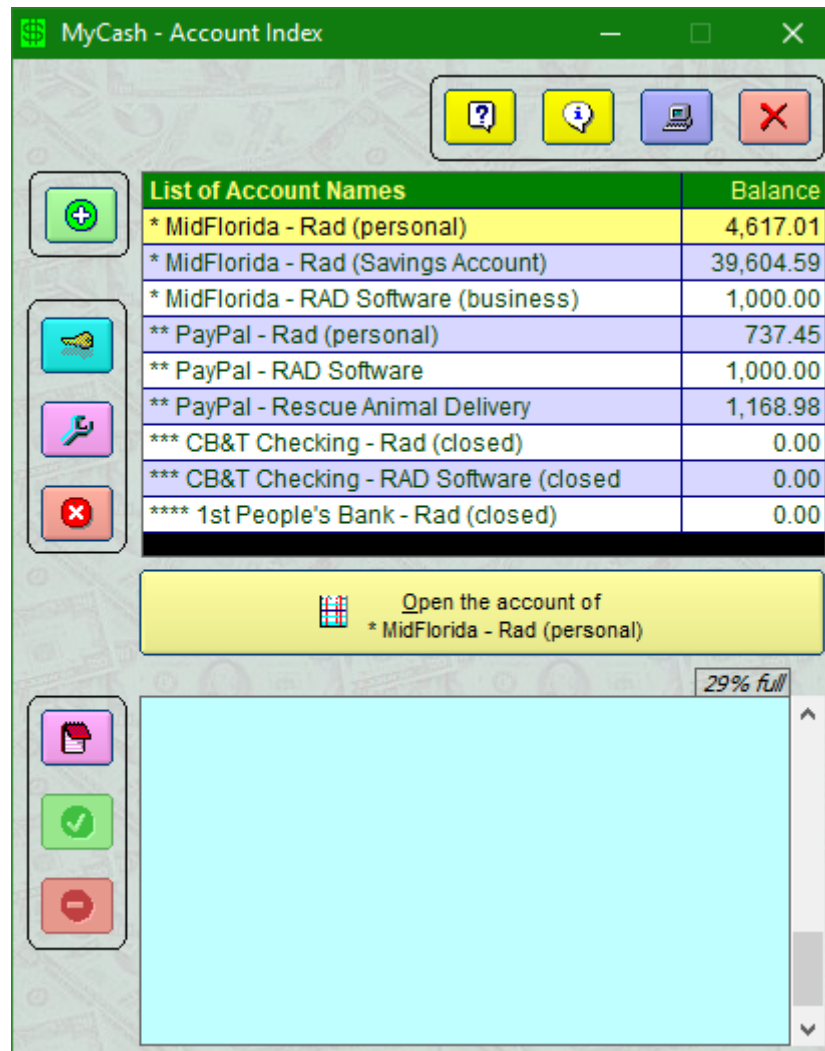 MyCash - Account Index
List of Account Names Balance
* MidFlorida - Rad (personal) 4,617.01
* MidFlorida - Rad (Savings Account) 39,604.59
* MidFlorida - RAD Software (business) 1,000.00
** PayPal - Rad (personal) 737.45
** PayPal - RAD Software 1,000.00
** PayPal - Rescue Animal Delivery 1,168.98
*** CB&T Checking - Rad (closed) 0.00
*** CB&T Checking - RAD Software (closed 0.00
**** 1st People's Bank - Rad (closed) 0.00
Open the account of
* MidFlorida - Rad (personal)
29% full